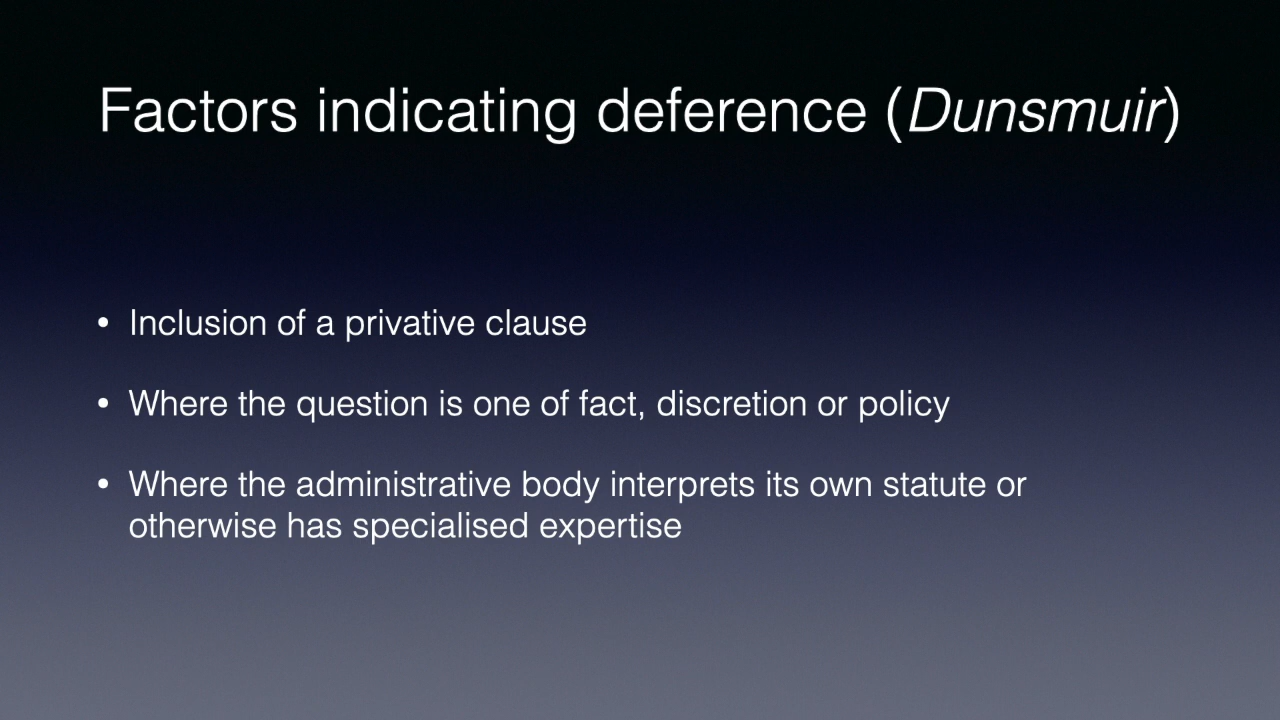 Factors indicating deference (Dunsmuir)
• Inclusion of a privative clause
• Where the question is one of fact, discretion or policy
• Where the administrative body interprets its own statute or
otherwise has specialised expertise